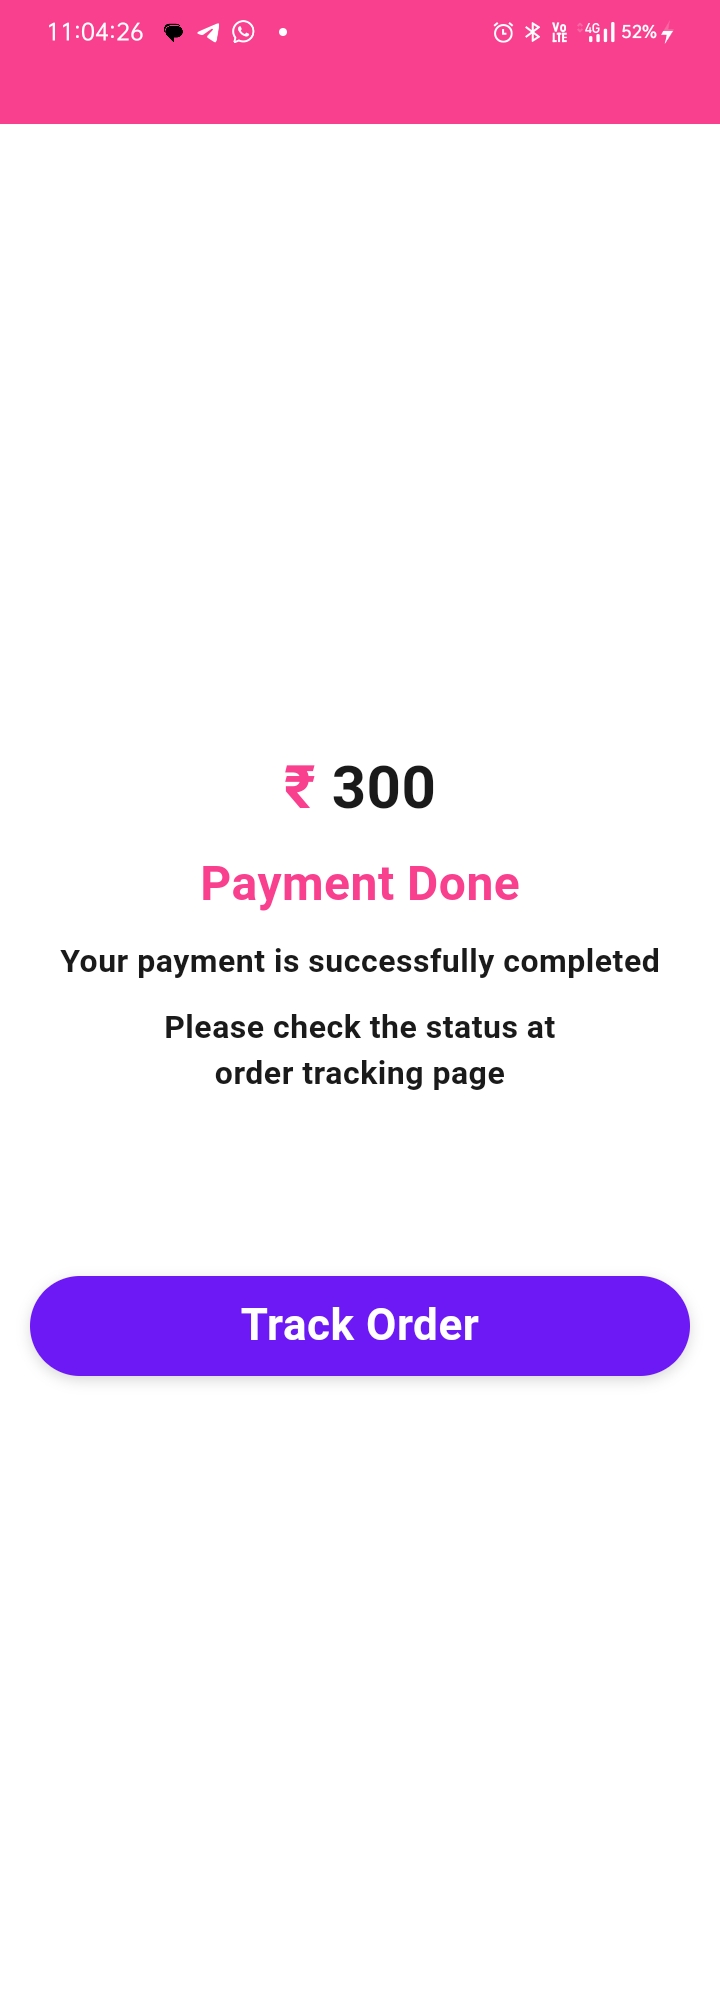 11:04:26 Vo LTE 4G 52%
₹ 300
Payment Done
Your payment is successfully completed
Please check the status at
order tracking page
Track Order